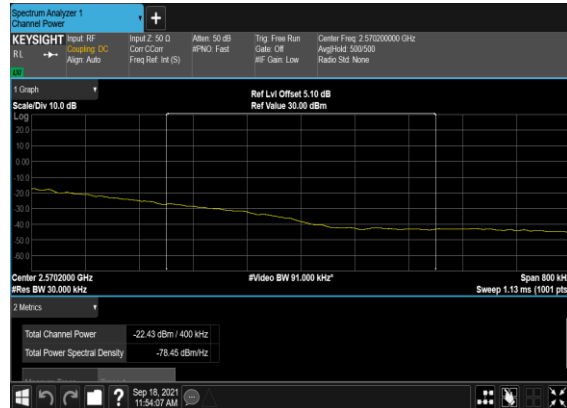 Spectrum Analyzer 1
Channel Power
+
KEYSIGHT Input: RF Input Z: 50 Ω Atten: 50 dB Trig: Free Run Center Freq: 2.570200000 GHz
RL Coupling: DC Corr CCorr #PNO: Fast Gate: Off Avg|Hold: 500/500
Align: Auto Freq Ref: Int (S) #IF Gain: Low Radio Std: None
1 Graph
Ref Lvl Offset 5.10 dB
Scale/Div 10.0 dB Ref Value 30.00 dBm
Log
20.0
10.0
0.00
-10.0
-20.0
-30.0
-40.0
-50.0
-60.0
Center 2.5702000 GHz #Video BW 91.000 kHz* Span 800 kH
#Res BW 30.000 kHz Sweep 1.13 ms (1001 pts
2 Metrics
Total Channel Power -22.43 dBm / 400 kHz
Total Power Spectral Density -78.45 dBm/Hz
?
Sep 18, 2021
11:54:07 AM